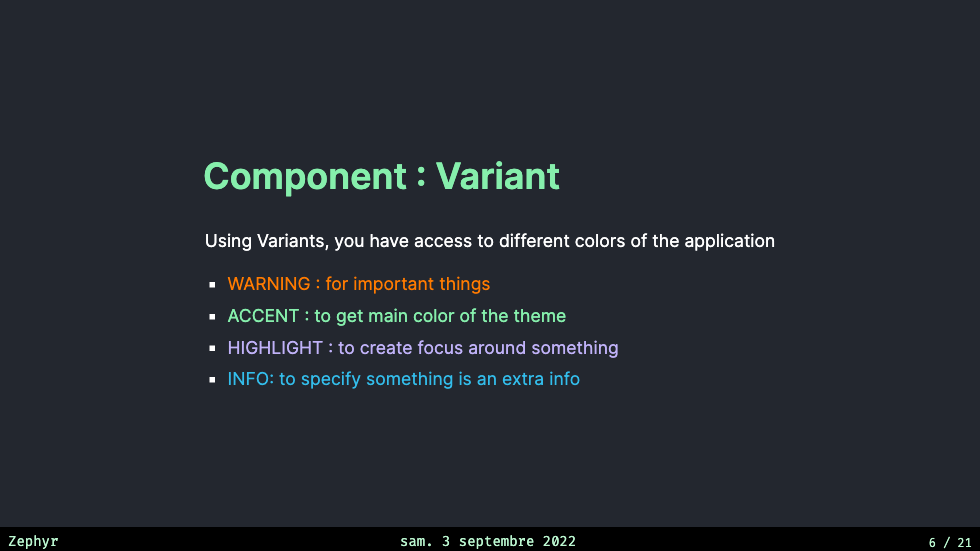 Component : Variant
Using Variants, you have access to different colors of the application
▪ WARNING : for important things
▪ ACCENT : to get main color of the theme
▪ HIGHLIGHT : to create focus around something
▪ INFO: to specify something is an extra info
Zephyr sam. 3 septembre 2022 6 / 21